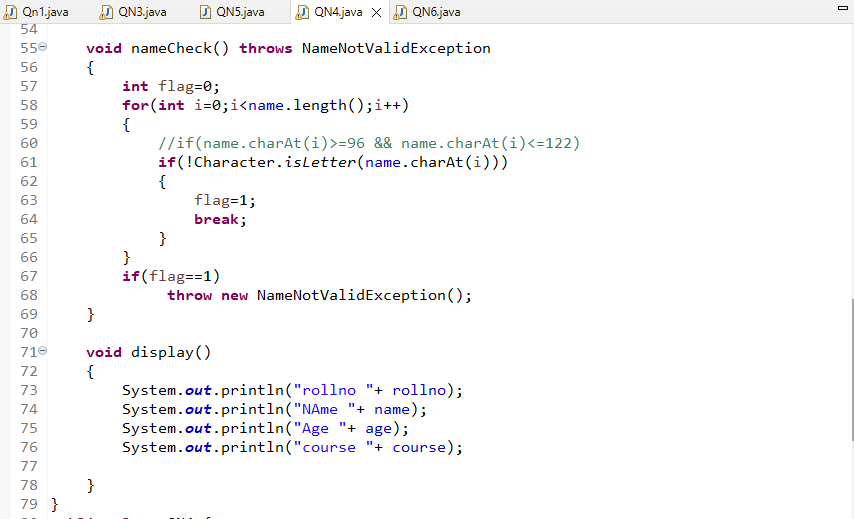 Qn1.java QN3.java QN5.java QN4.java QN6.java
54
55 void nameCheck() throws NameNotValidException
56 {
57 int flag=0;
58 for(int i=0;i<name.length();i++)
59 {
60 //if(name.charAt(i)>=96 && name.charAt(i)<=122)
61 if(!Character.isLetter(name.charAt(i)))
62 {
63 flag=1;
64 break;
65 }
66 }
67 if(flag==1)
68 throw new NameNotValidException();
69 }
70
71 void display()
72 {
73 System.out.println("rollno "+ rollno);
74 System.out.println("NAme "+ name);
75 System.out.println("Age "+ age);
76 System.out.println("course "+ course);
77
78 }
79 }